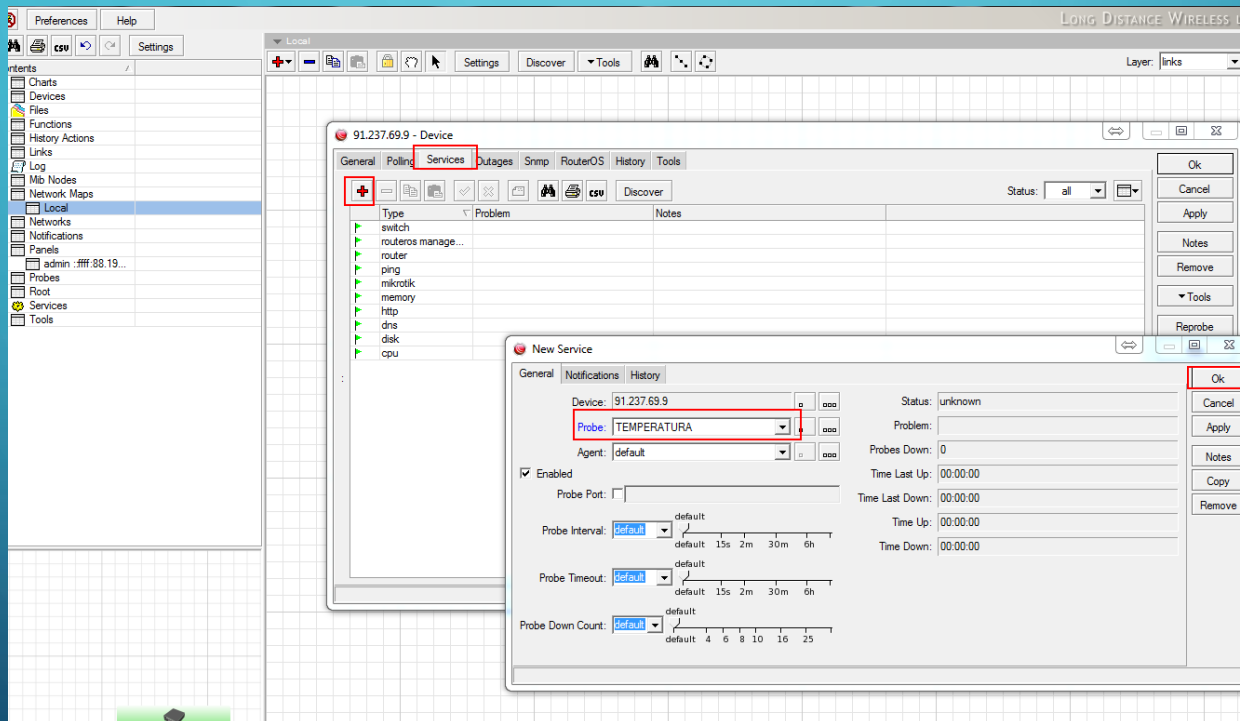 Preferences Help
LONG DISTANCE WIRELESS
csv Settings
Local
Settings Discover Tools Layer: links
ntents
Charts
Devices
Files
Functions
History Actions
Links
Log
Mib Nodes
Network Maps
Local
Networks
Notifications
Panels
admin :ffff:88.19...
Probes
Root
Services
Tools
91.237.69.9 - Device
General Polling Services Outages Snmp RouterOS History Tools
csv Discover Status: all
Type Problem Notes
switch
routeros manage...
router
ping
mikrotik
memory
http
dns
disk
cpu
Ok
Cancel
Apply
Notes
Remove
Tools
Reprobe
New Service
General Notifications History
Device: 91.237.69.9
Probe: TEMPERATURA
Agent: default
Enabled
Probe Port:
default
Probe Interval: default
default 15s 2m 30m 6h
default
Probe Timeout: default
default 15s 2m 30m 6h
default
Probe Down Count: default
default 4 6 8 10 16 25
Status: unknown
Problem:
Probes Down: 0
Time Last Up: 00:00:00
Time Last Down: 00:00:00
Time Up: 00:00:00
Time Down: 00:00:00
Ok
Cancel
Apply
Notes
Copy
Remove